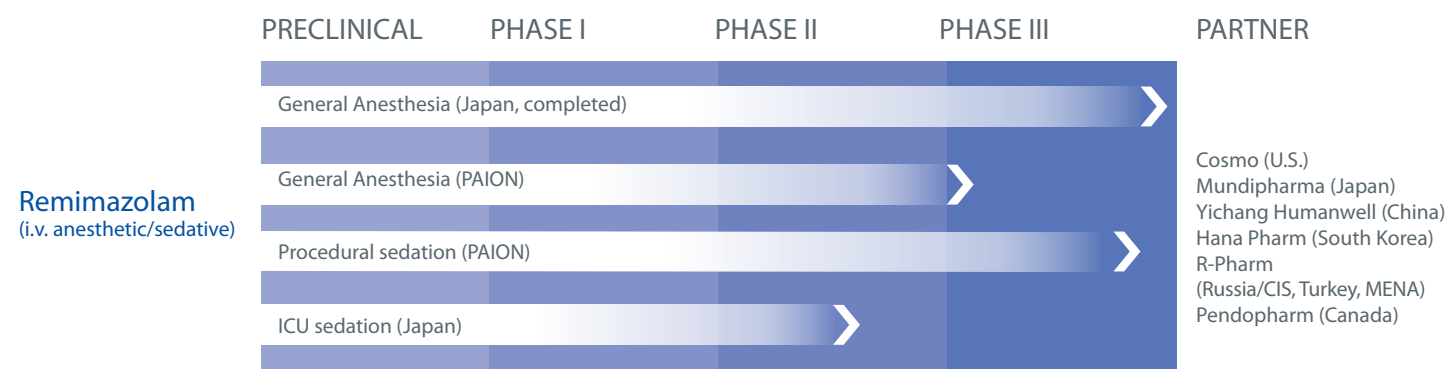 PRECLINICAL PHASE I PHASE II PHASE III PARTNER
General Anesthesia (Japan, completed)
General Anesthesia (PAION)
Procedural sedation (PAION)
ICU sedation (Japan)
Remimazolam
(i.v. anesthetic/sedative)
Cosmo (U.S.)
Mundipharma (Japan)
Yichang Humanwell (China)
Hana Pharm (South Korea)
R-Pharm
(Russia/CIS, Turkey, MENA)
Pendopharm (Canada)